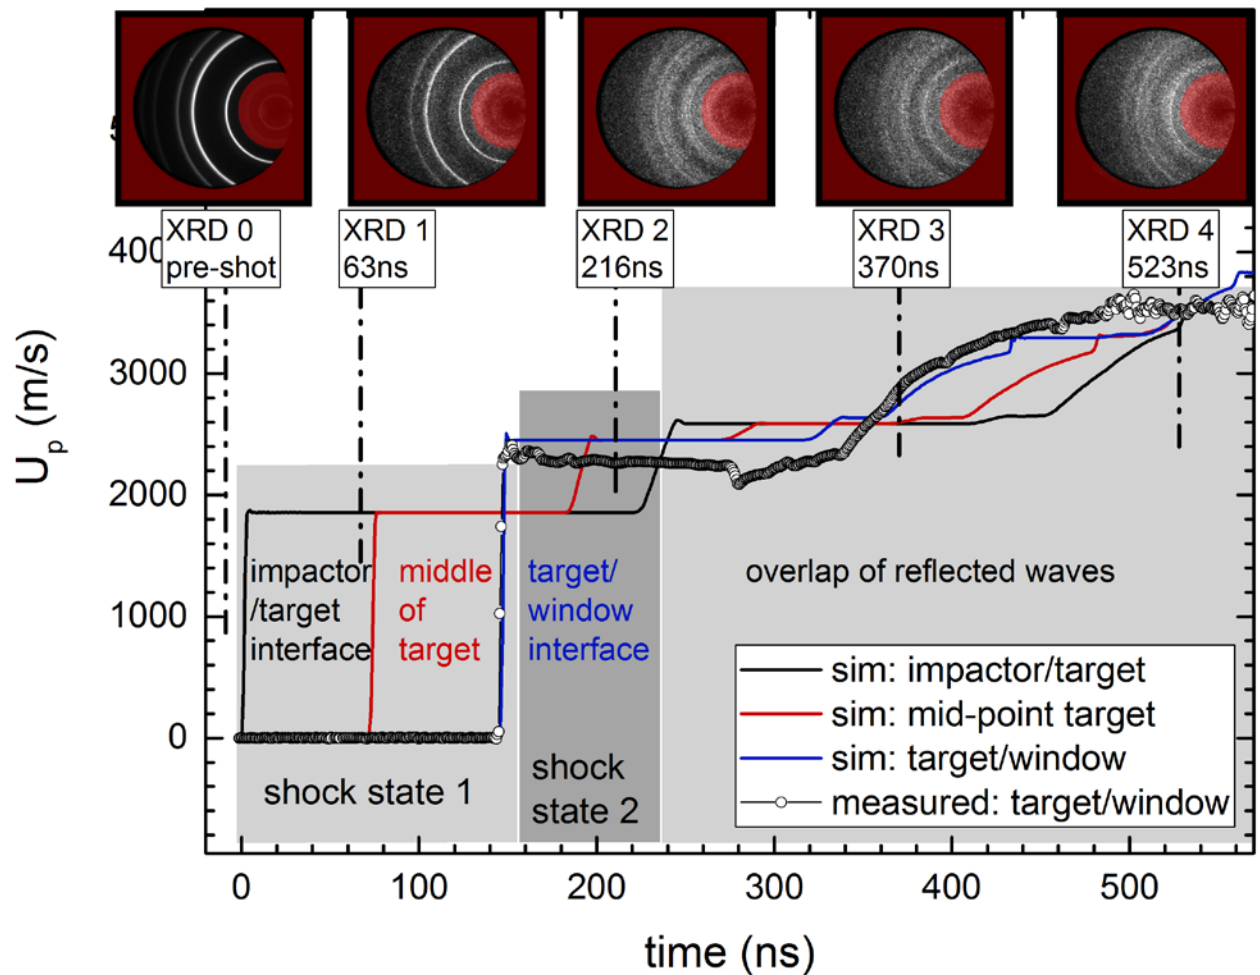 XRD 0
pre-shot
XRD 1
63ns
XRD 2
216ns
XRD 3
370ns
XRD 4
523ns
3000
2000
1000
0
Up (m/s)
impactor
/target
interface
middle
of
target
target/
window
interface
overlap of reflected waves
shock state 1
shock
state 2
sim: impactor/target
sim: mid-point target
sim: target/window
measured: target/window
0
100
200
300
400
500
time (ns)